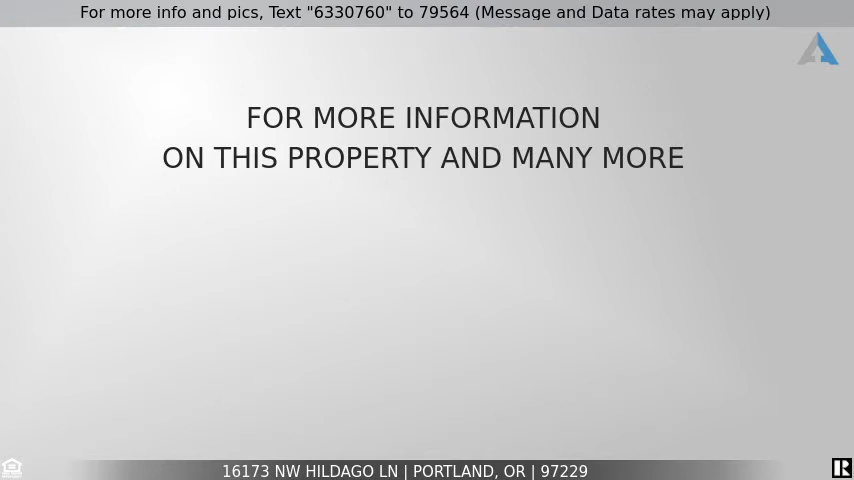 For more info and pics, Text "6330760" to 79564 (Message and Data rates may apply)
FOR MORE INFORMATION
ON THIS PROPERTY AND MANY MORE
16173 NW HILDAGO LN | PORTLAND, OR | 97229